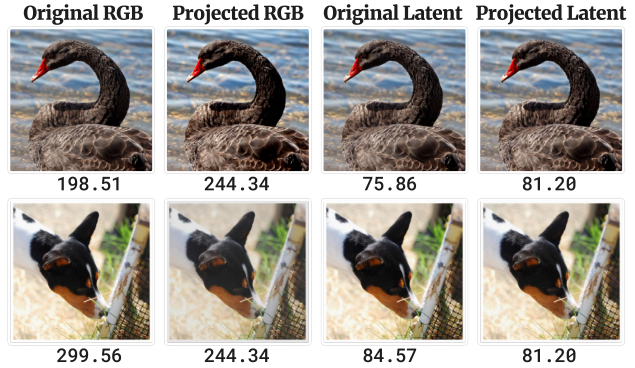 Original RGB Projected RGB Original Latent Projected Latent
198.51 244.34 75.86 81.20
299.56 244.34 84.57 81.20